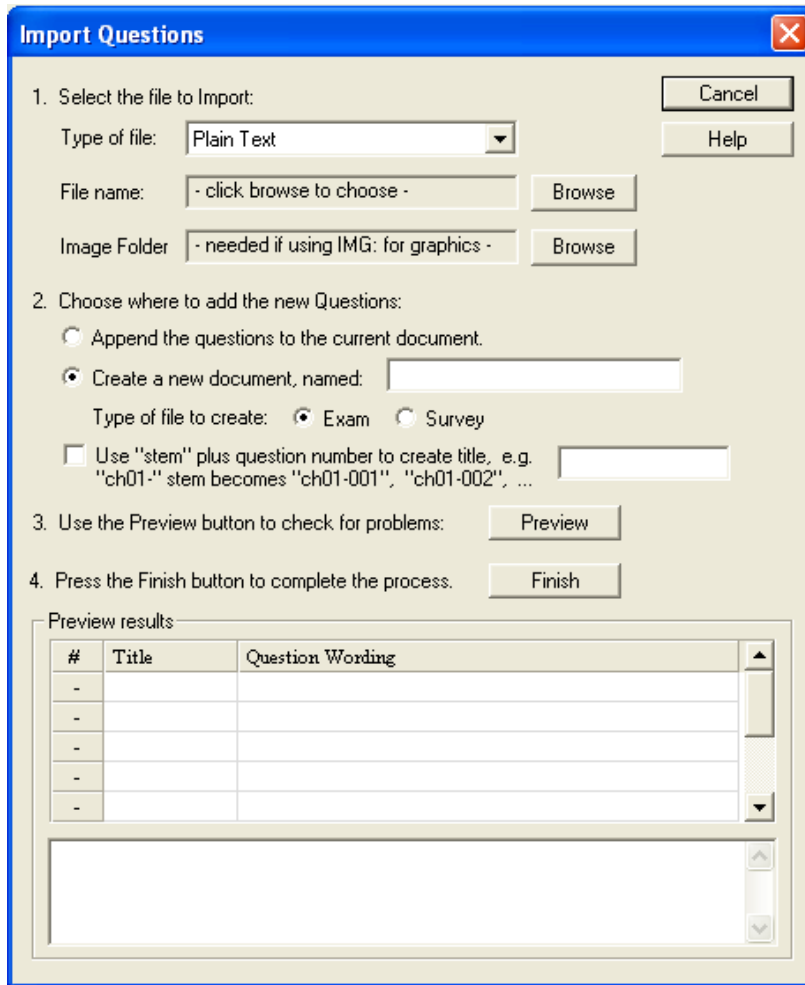 Import Questions
1. Select the file to Import:
Cancel
Type of file: Plain Text
Help
File name: - click browse to choose - Browse
Image Folder - needed if using IMG: for graphics - Browse
2. Choose where to add the new Questions:
Append the questions to the current document.
Create a new document, named:
Type of file to create: Exam Survey
Use "stem" plus question number to create title, e.g.
"ch01-" stem becomes "ch01-001", "ch01-002", ...
3. Use the Preview button to check for problems: Preview
4. Press the Finish button to complete the process. Finish
Preview results
# Title Question Wording
-
-
-
-
-